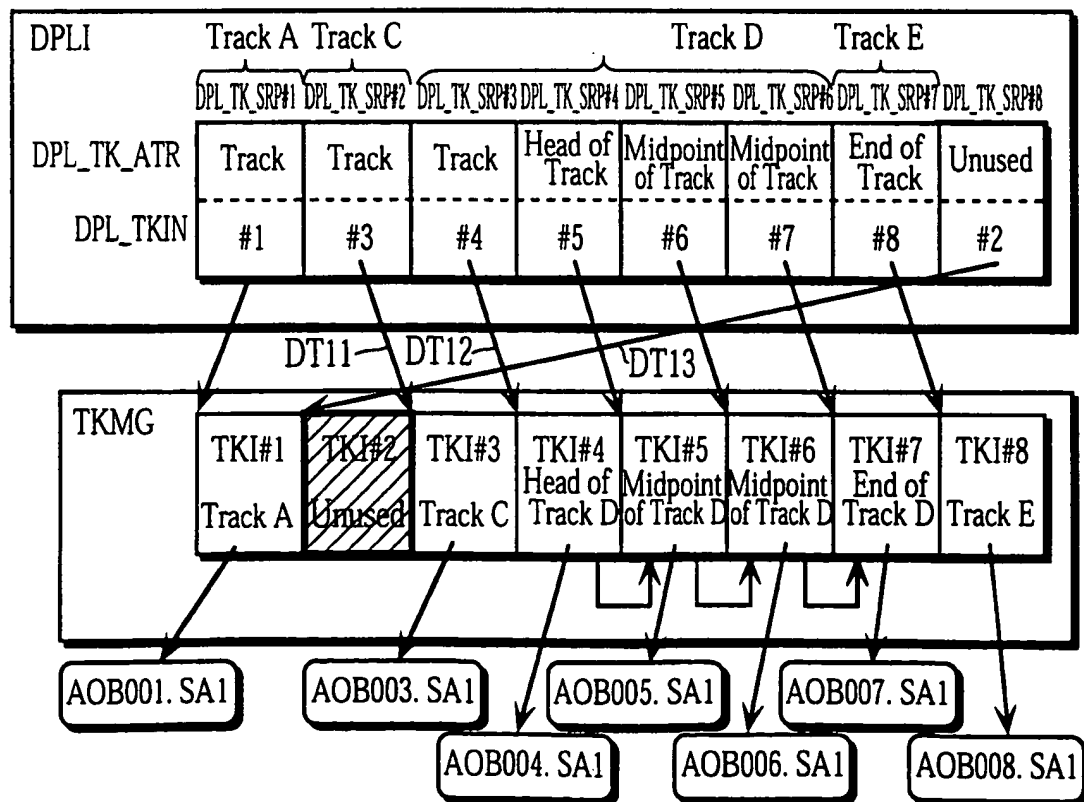 DPLI
Track A Track C Track D Track E
DPL_TK_SRP#1 DPL_TK_SRP#2 DPL_TK_SRP#3 DPL_TK_SRP#4 DPL_TK_SRP#5 DPL_TK_SRP#6 DPL_TK_SRP#7 DPL_TK_SRP#8
DPL_TK_ATR
Track
Track
Track
Head of
Track
Midpoint
of Track
Midpoint
of Track
End of
Track
Unused
DPL_TKIN #1 #3 #4 #5 #6 #7 #8 #2
DT11 DT12 DT13
TKMG
TKI#1
Track A
TKI#2
Unused
TKI#3
Track C
TKI#4
Head of
Track D
TKI#5
Midpoint
of Track D
TKI#6
Midpoint
of Track D
TKI#7
End of
Track D
TKI#8
Track E
AOB001. SA1 AOB003. SA1 AOB005. SA1 AOB007. SA1
AOB004. SA1 AOB006. SA1 AOB008. SA1